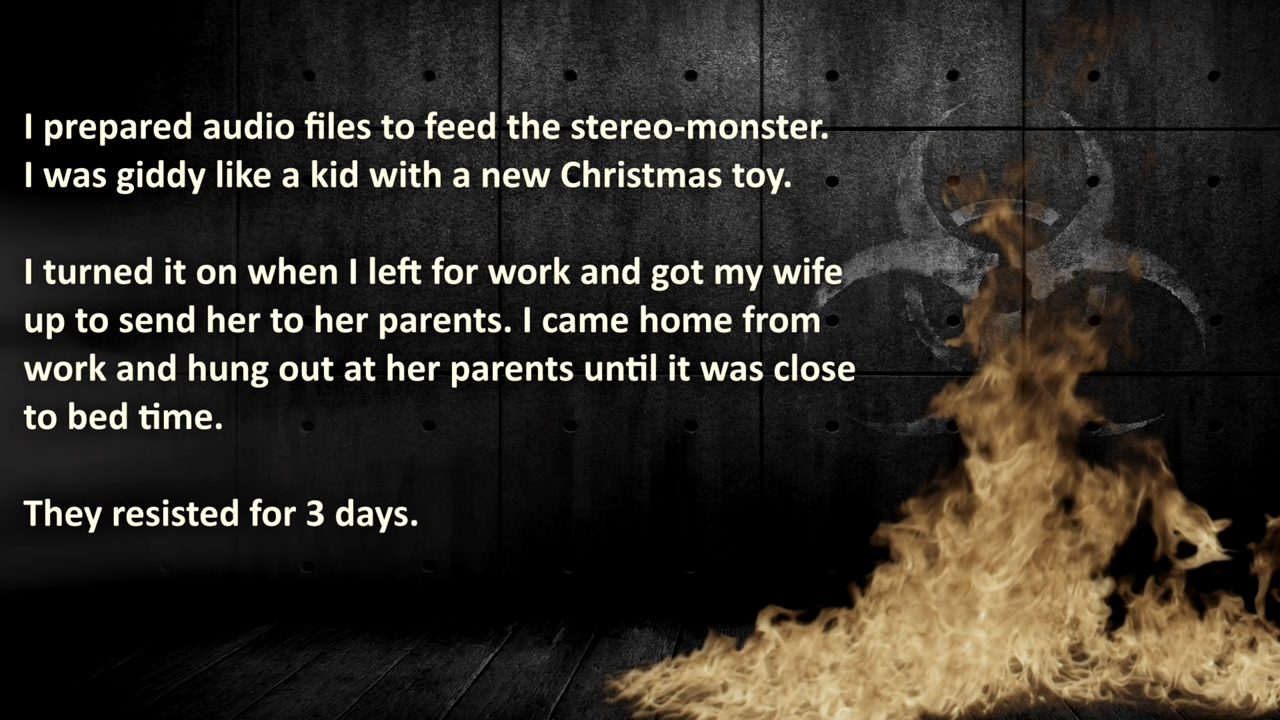 I prepared audio files to feed the stereo-monster.
I was giddy like a kid with a new Christmas toy.
I turned it on when I left for work and got my wife
up to send her to her parents. I came home from
work and hung out at her parents until it was close
to bed time.
They resisted for 3 days.